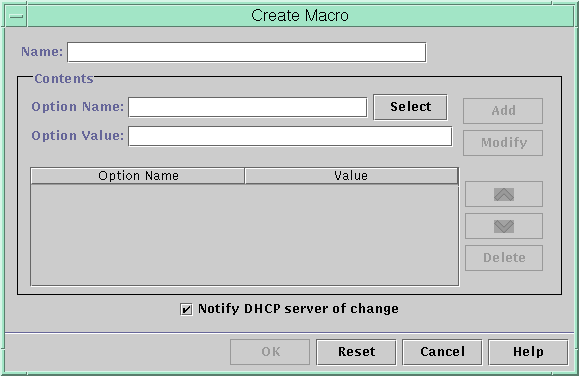 Create Macro
Name:
Contents
Option Name: Select Add
Option Value: Modify
Option Name Value
Delete
Notify DHCP server of change
OK Reset Cancel Help